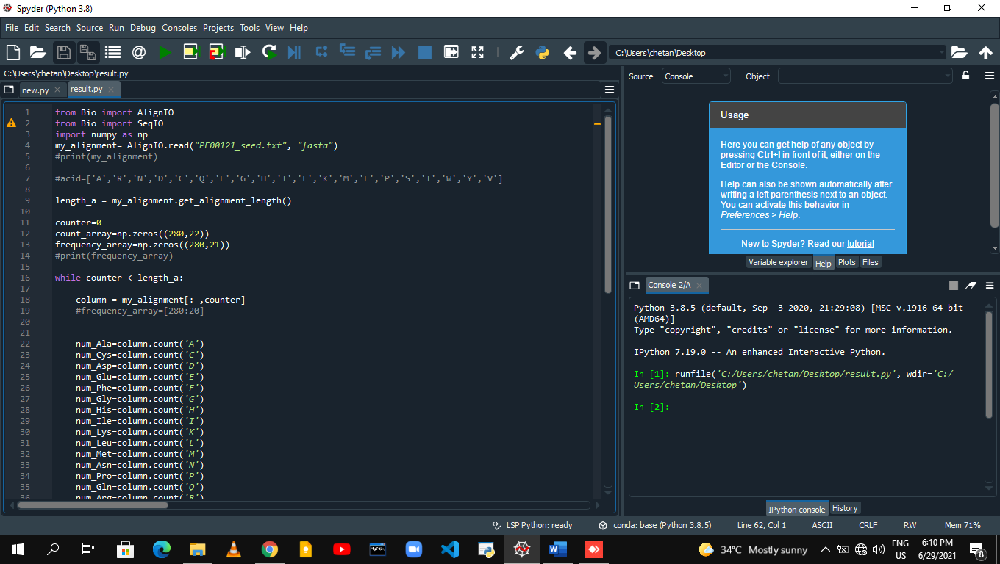 Spyder (Python 3.8)
File Edit Search Source Run Debug Consoles Projects Tools View Help
C:\Users\chetan\Desktop
C:\Users\chetan\Desktop\result.py
new.py
result.py
1 from Bio import AlignIO
2 from Bio import SeqIO
3 import numpy as np
4 my_alignment= AlignIO.read("PF00121_seed.txt", "fasta")
5 #print(my_alignment)
6
7 #acid=['A','R','N','D','C','Q','E','G','H','I','L','K','M','F','P','S','T','W','Y','V']
8
9 length_a = my_alignment.get_alignment_length()
10
11 counter=0
12 count_array=np.zeros((280,22))
13 frequency_array=np.zeros((280,21))
14 #print(frequency_array)
15
16 while counter < length_a:
17
18 column = my_alignment[: ,counter]
19 #frequency_array=[280:20]
20
21
22 num_Ala=column.count('A')
23 num_Cys=column.count('C')
24 num_Asp=column.count('D')
25 num_Glu=column.count('E')
26 num_Phe=column.count('F')
27 num_Gly=column.count('G')
28 num_His=column.count('H')
29 num_Ile=column.count('I')
30 num_Lys=column.count('K')
31 num_Leu=column.count('L')
32 num_Met=column.count('M')
33 num_Asn=column.count('N')
34 num_Pro=column.count('P')
35 num_Gln=column.count('Q')
36 num_Arg=column.count('R')
Source Console Object
Usage
Here you can get help of any object by
pressing Ctrl+I in front of it, either on the
Editor or the Console.
Help can also be shown automatically after
writing a left parenthesis next to an object.
You can activate this behavior in
Preferences > Help.
New to Spyder? Read our tutorial
Variable explorer Help Plots Files
Console 2/A
Python 3.8.5 (default, Sep  3 2020, 21:29:08) [MSC v.1916 64 bit
(AMD64)]
Type "copyright", "credits" or "license" for more information.
IPython 7.19.0 -- An enhanced Interactive Python.
In [1]: runfile('C:/Users/chetan/Desktop/result.py', wdir='C:/
Users/chetan/Desktop')
In [2]:
IPython console History
LSP Python: ready conda: base (Python 3.8.5) Line 62, Col 1 ASCII CRLF RW Mem 71%
MySQL
W
34°C Mostly sunny
ENG
US
6:10 PM
6/29/2021
8